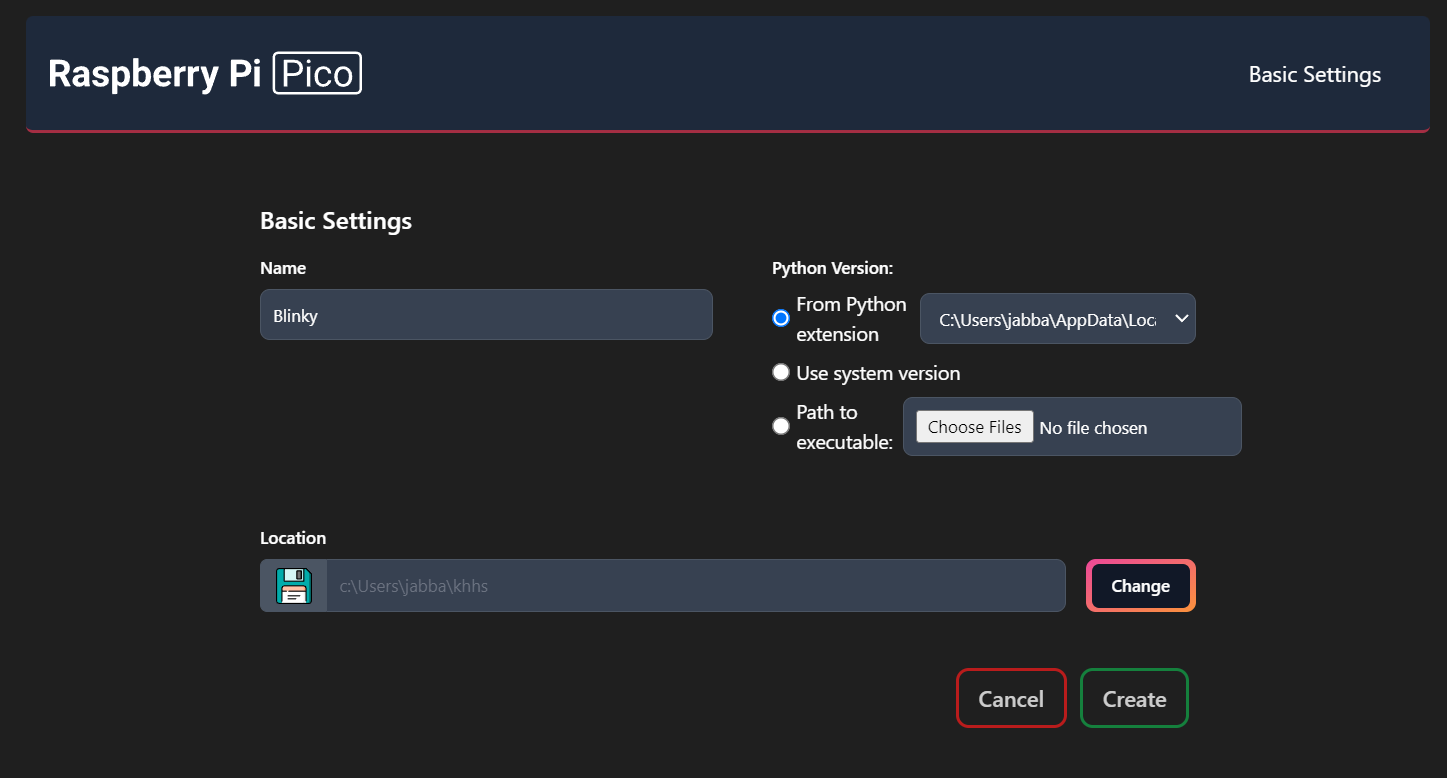 Raspberry Pi Pico
Basic Settings
Basic Settings
Name
Blinky
Python Version:
From Python
extension
C:\Users\jabba\AppData\Loc
Use system version
Path to
executable:
Choose Files No file chosen
Location
c:\Users\jabba\khhs
Change
Cancel
Create